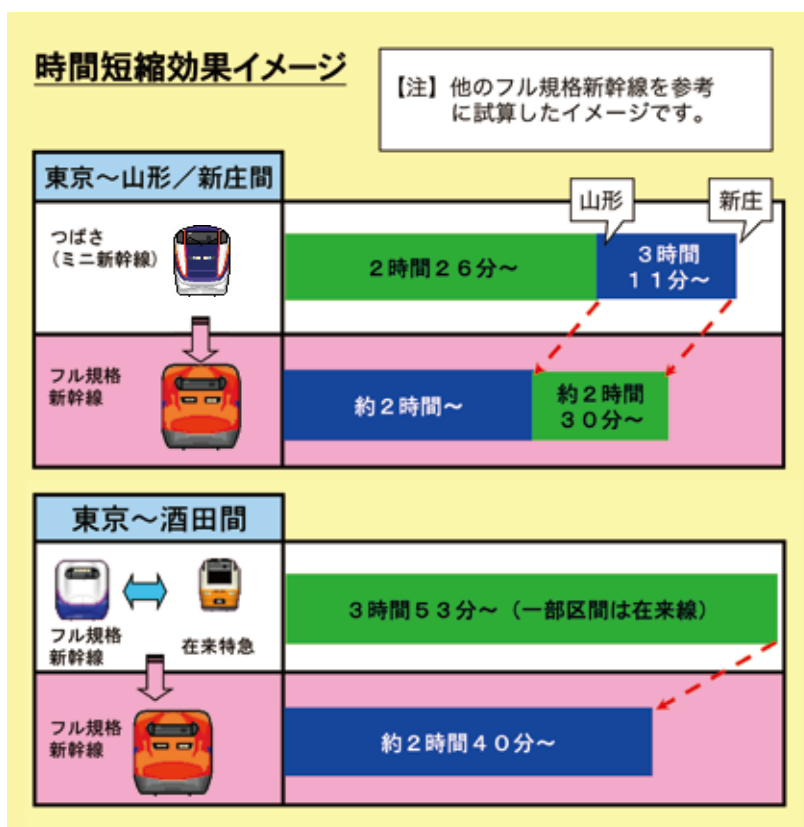 時間短縮効果イメージ
【注】他のフル規格新幹線を参考
に試算したイメージです。
東京～山形／新庄間
山形
新庄
つばさ
（ミニ新幹線）
２時間２６分～
３時間
１１分～
フル規格
新幹線
約２時間～
約２時間
３０分～
東京～酒田間
フル規格
新幹線
在来特急
３時間５３分～（一部区間は在来線）
フル規格
新幹線
約２時間４０分～